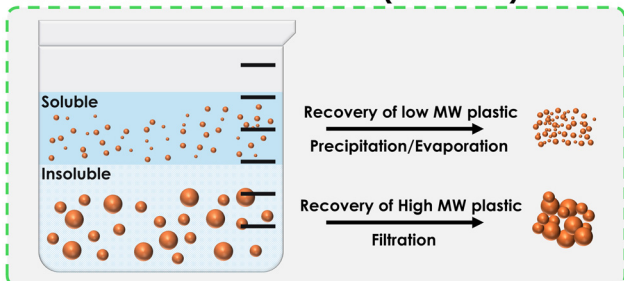 Soluble
Recovery of low MW plastic
Precipitation/Evaporation
Insoluble
Recovery of High MW plastic
Filtration